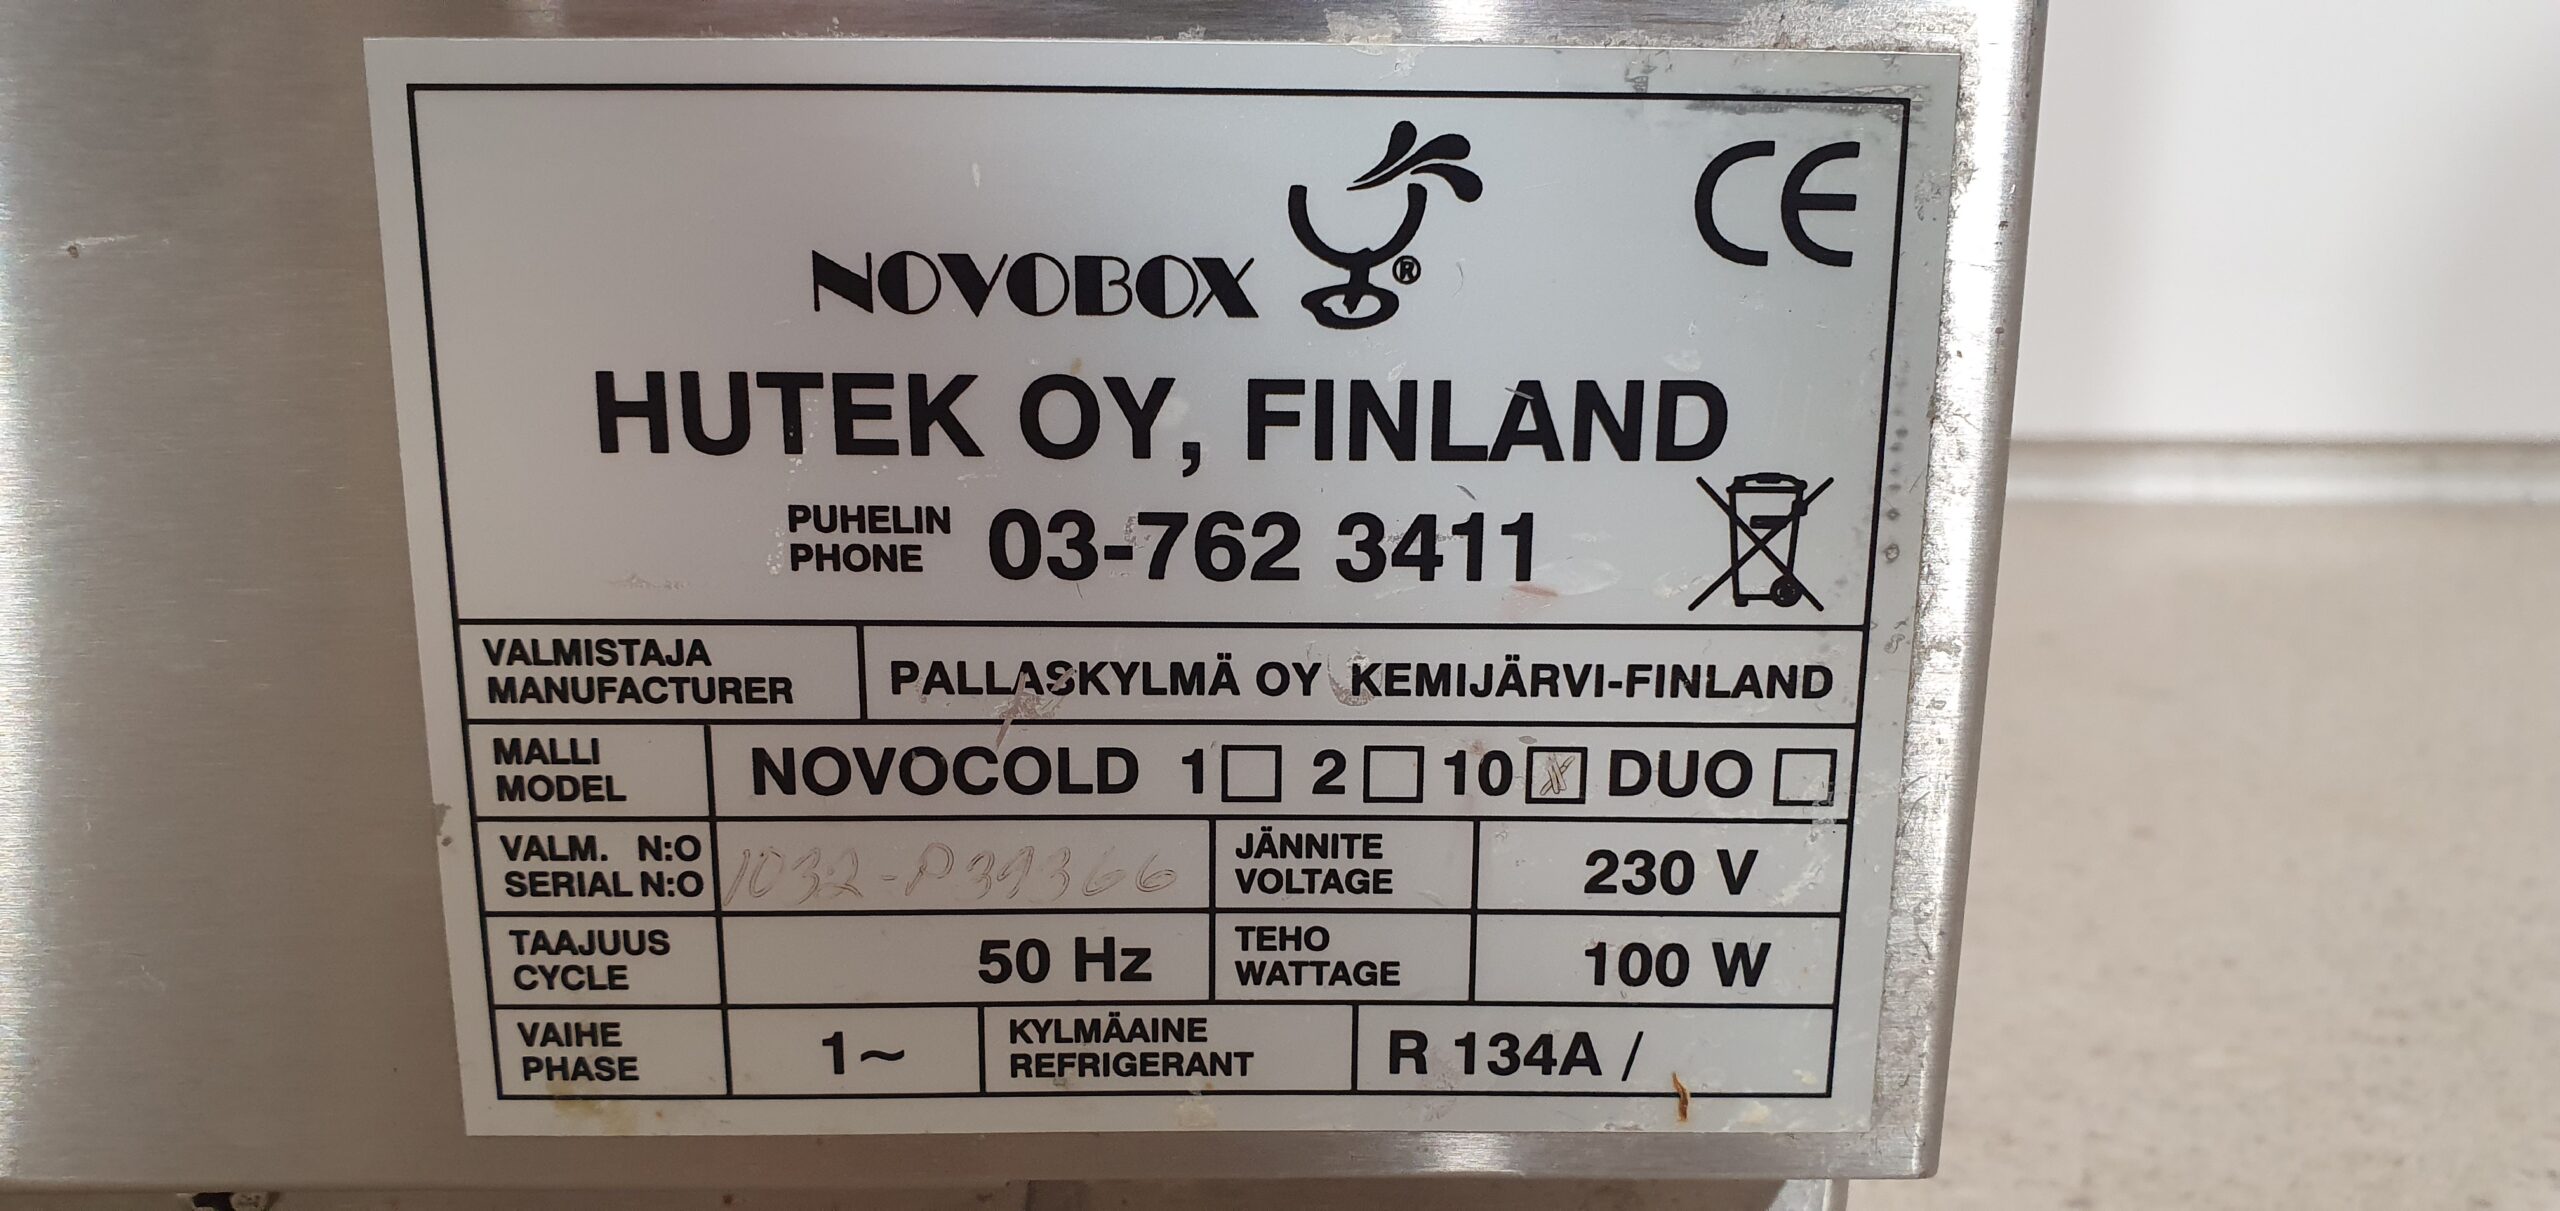 NOVOBOX ®
CE
HUTEK OY, FINLAND
PUHELIN
PHONE
03-762 3411
VALMISTAJA
MANUFACTURER
PALLASKYLMÄ OY KEMIJÄRVI-FINLAND
MALLI
MODEL
NOVOCOLD 1 2 10 X DUO
VALM. N:O
SERIAL N:O
JÄNNITE
VOLTAGE
230 V
TAAJUUS
CYCLE
50 Hz
TEHO
WATTAGE
100 W
VAIHE
PHASE
1~
KYLMÄAINE
REFRIGERANT
R 134A /